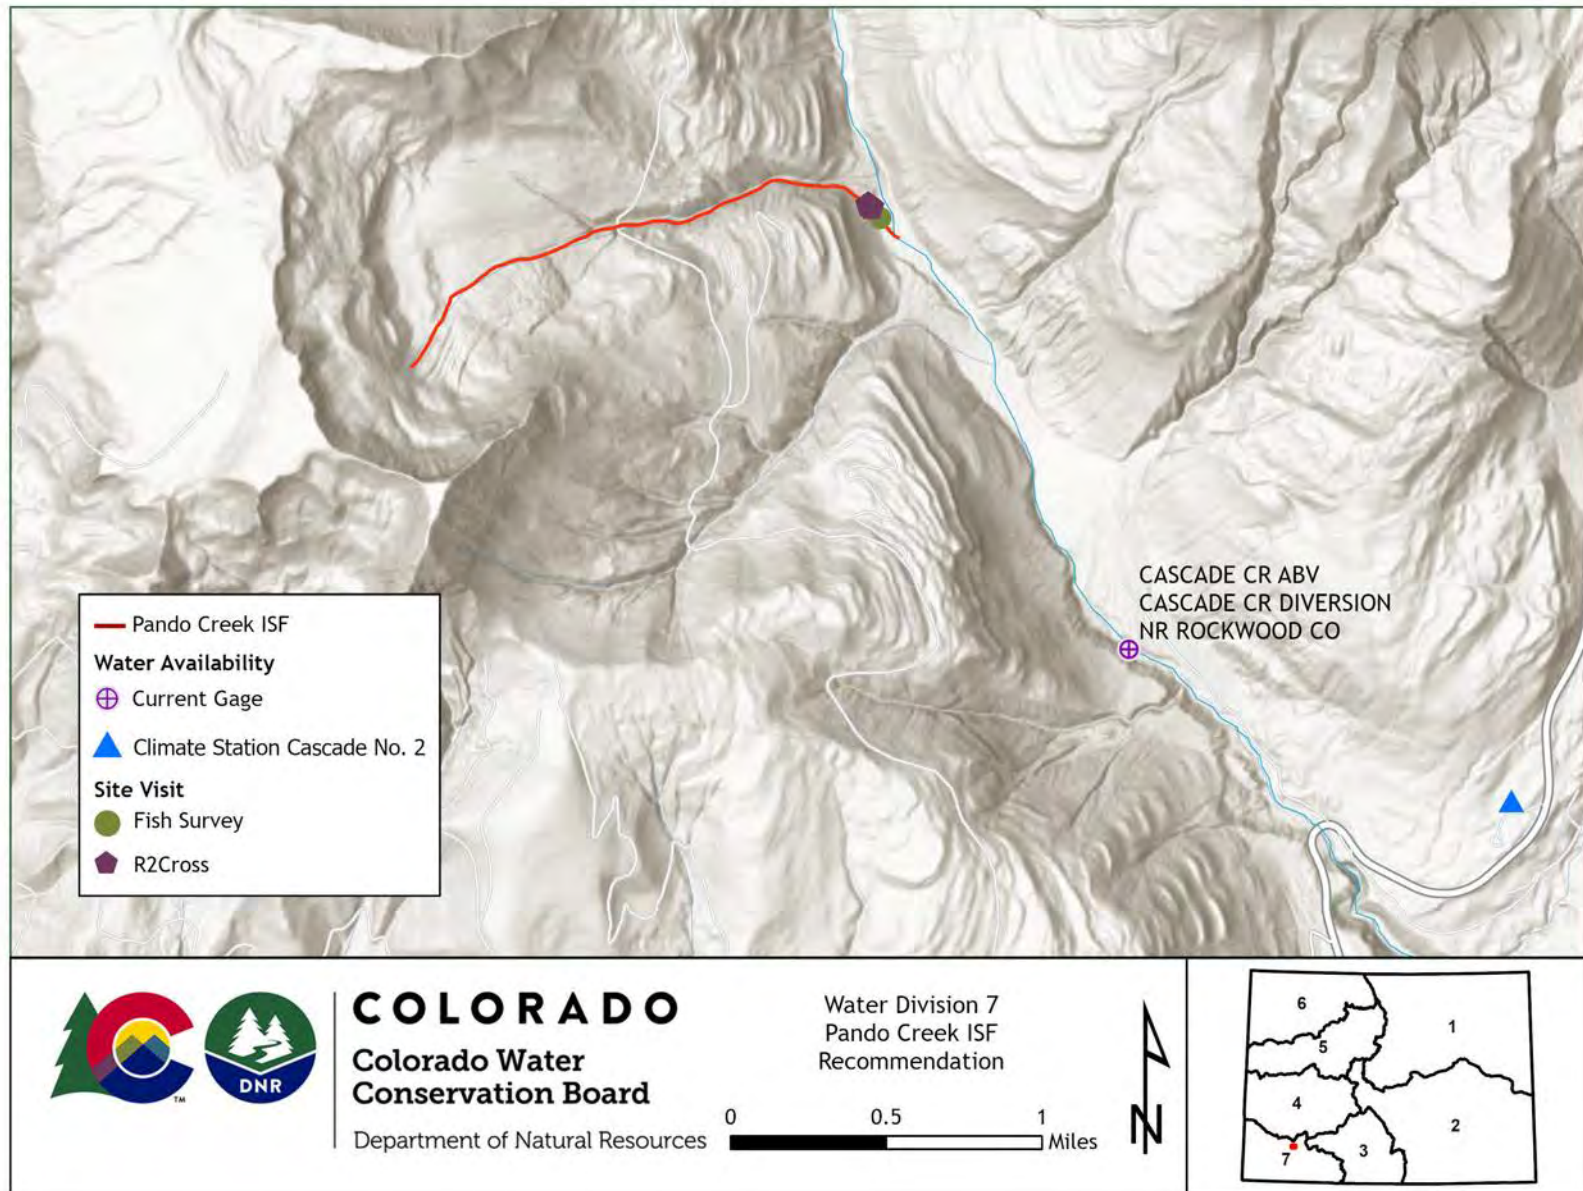 CASCADE CR ABV
CASCADE CR DIVERSION
NR ROCKWOOD CO
Pando Creek ISF
Water Availability
Current Gage
Climate Station Cascade No. 2
Site Visit
Fish Survey
R2Cross
DNR
TM
COLORADO
Colorado Water
Conservation Board
Department of Natural Resources
Water Division 7
Pando Creek ISF
Recommendation
0 0.5 1
Miles
N
6
1
5
4
2
3
7